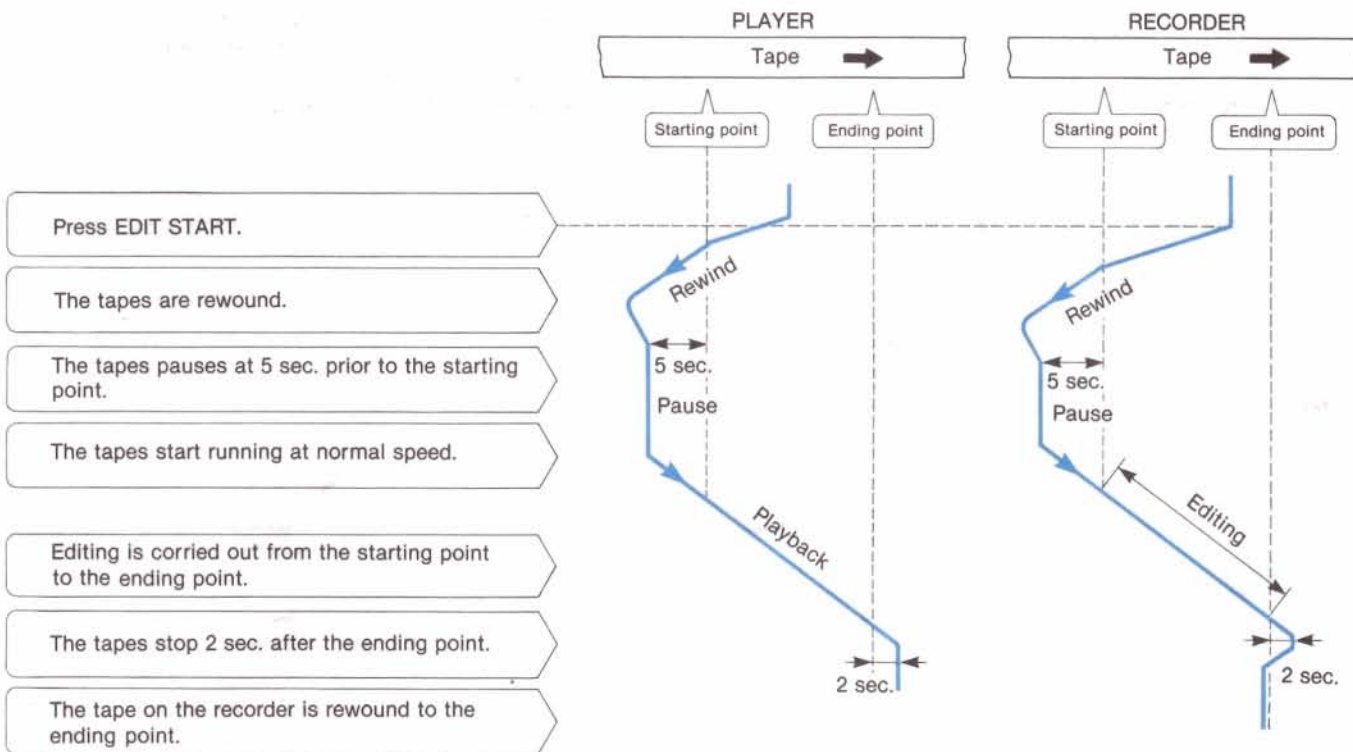 PLAYER
RECORDER
Tape
Tape
Starting point
Ending point
Starting point
Ending point
Press EDIT START.
The tapes are rewound.
Rewind
Rewind
The tapes pauses at 5 sec. prior to the starting
point.
5 sec.
5 sec.
Pause
Pause
The tapes start running at normal speed.
Playback
Editing
Editing is corried out from the starting point
to the ending point.
The tapes stop 2 sec. after the ending point.
2 sec.
2 sec.
The tape on the recorder is rewound to the
ending point.